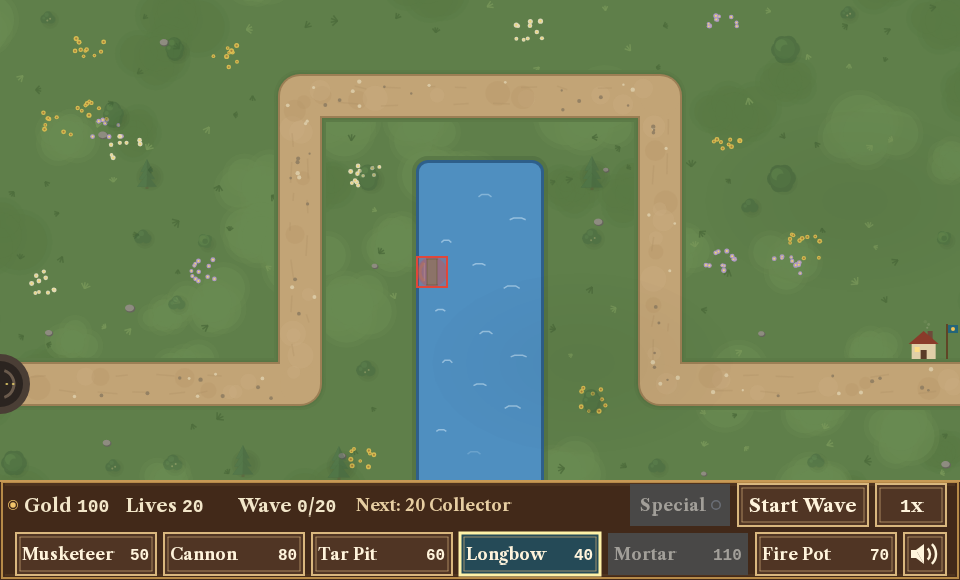 Gold 100 Lives 20 Wave 0/20 Next: 20 Collector Special Start Wave 1x
Musketeer 50 Cannon 80 Tar Pit 60 Longbow 40 Mortar 110 Fire Pot 70